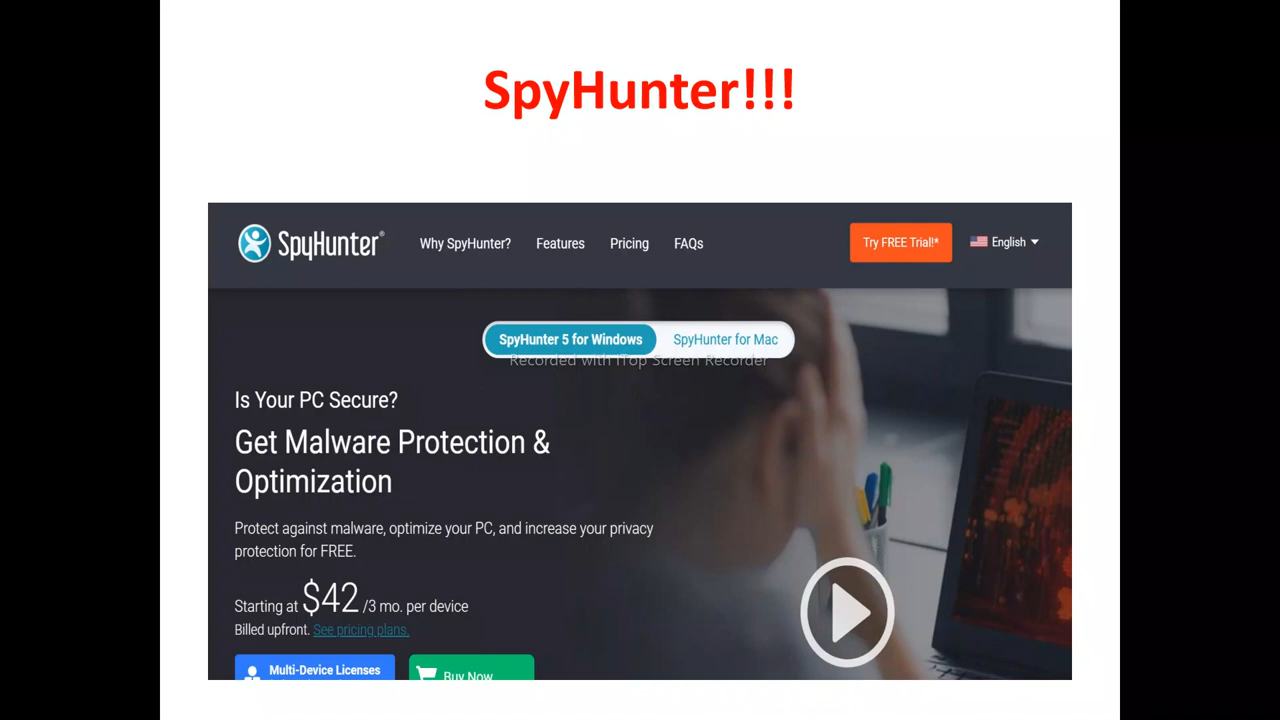 SpyHunter!!!
SpyHunter®
Why SpyHunter? Features Pricing FAQs Try FREE Trial!* English
SpyHunter 5 for Windows SpyHunter for Mac
Recorded with iTop Screen Recorder
Is Your PC Secure?
Get Malware Protection &
Optimization
Protect against malware, optimize your PC, and increase your privacy
protection for FREE.
Starting at $42 /3 mo. per device
Billed upfront. See pricing plans.
Multi-Device Licenses Buy Now